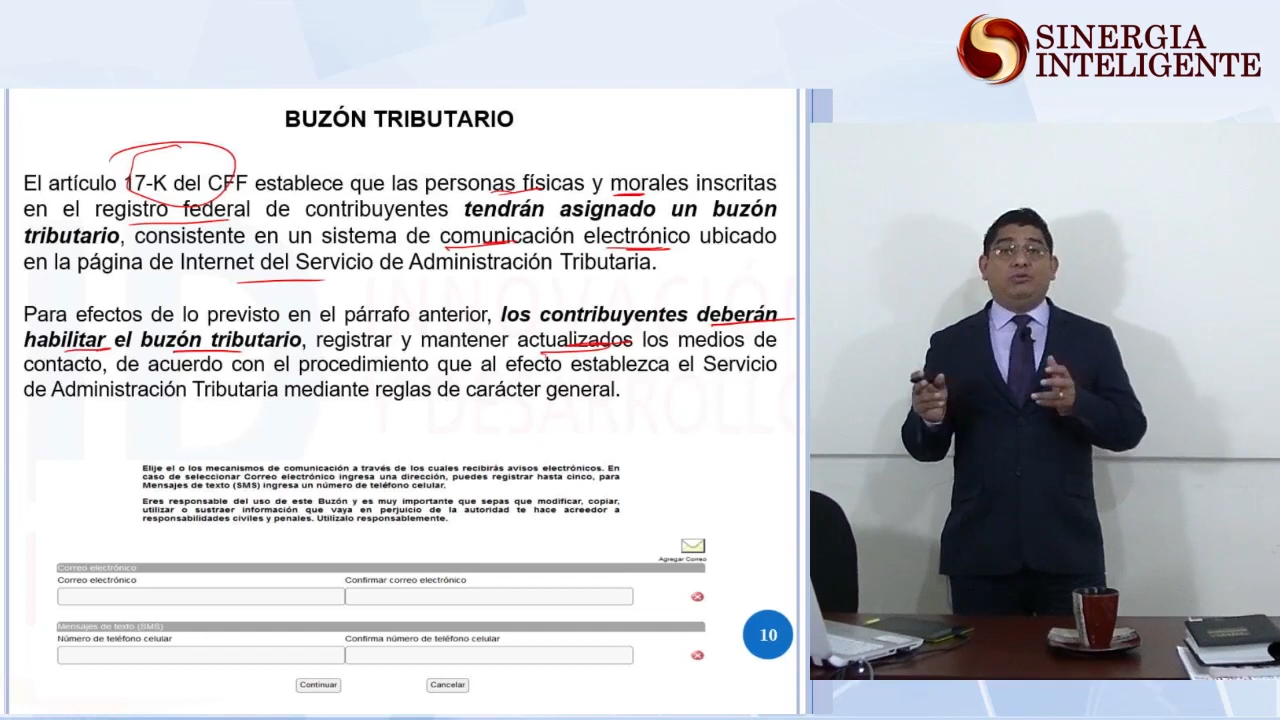 SINERGIA
INTELIGENTE
BUZÓN TRIBUTARIO
El artículo 17-K del CFF establece que las personas físicas y morales inscritas
en el registro federal de contribuyentes tendrán asignado un buzón
tributario, consistente en un sistema de comunicación electrónico ubicado
en la página de Internet del Servicio de Administración Tributaria.
Para efectos de lo previsto en el párrafo anterior, los contribuyentes deberán
habilitar el buzón tributario, registrar y mantener actualizados los medios de
contacto, de acuerdo con el procedimiento que al efecto establezca el Servicio
de Administración Tributaria mediante reglas de carácter general.
INNOVACIÓN
Y DESARROLLO
Elije el o los mecanismos de comunicación a través de los cuales recibirás avisos electrónicos. En
caso de seleccionar Correo electrónico ingresa una dirección, puedes registrar hasta cinco, para
Mensajes de texto (SMS) ingresa un número de teléfono celular.
Eres responsable del uso de este Buzón y es muy importante que sepas que modificar, copiar,
utilizar o sustraer información que vaya en perjuicio de la autoridad te hace acreedor a
responsabilidades civiles y penales. Utilízalo responsablemente.
Agregar Correo
Correo electrónico
Correo electrónico Confirmar correo electrónico
Mensajes de texto (SMS)
Número de teléfono celular Confirma número de teléfono celular
Continuar Cancelar
10